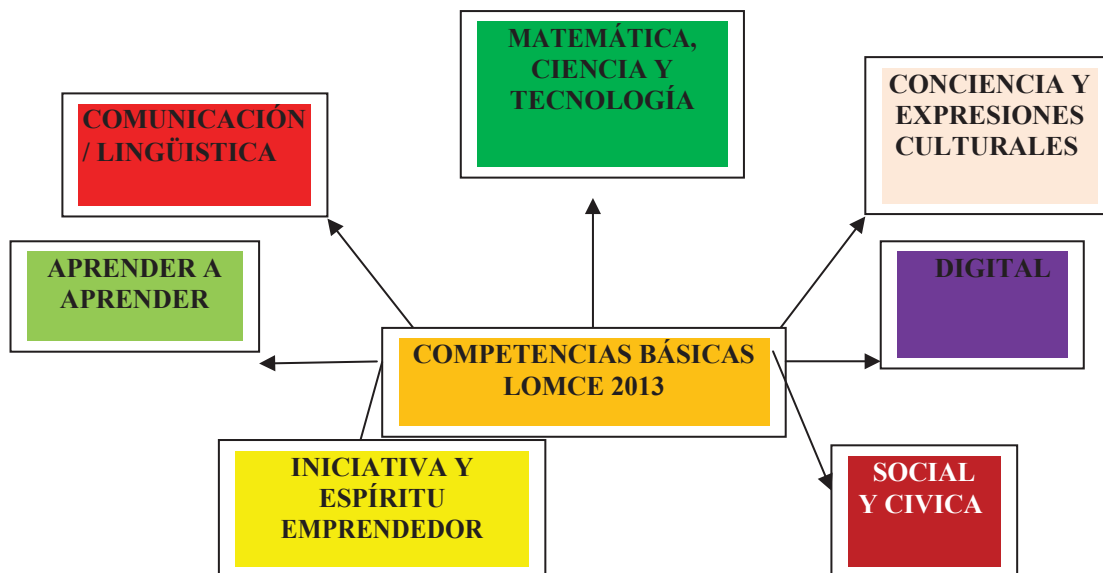 MATEMÁTICA,
CIENCIA Y
TECNOLOGÍA
CONCIENCIA Y
EXPRESIONES
CULTURALES
COMUNICACIÓN
/ LINGÜISTICA
APRENDER A
APRENDER
DIGITAL
COMPETENCIAS BÁSICAS
LOMCE 2013
INICIATIVA Y
ESPÍRITU
EMPRENDEDOR
SOCIAL
Y CIVICA